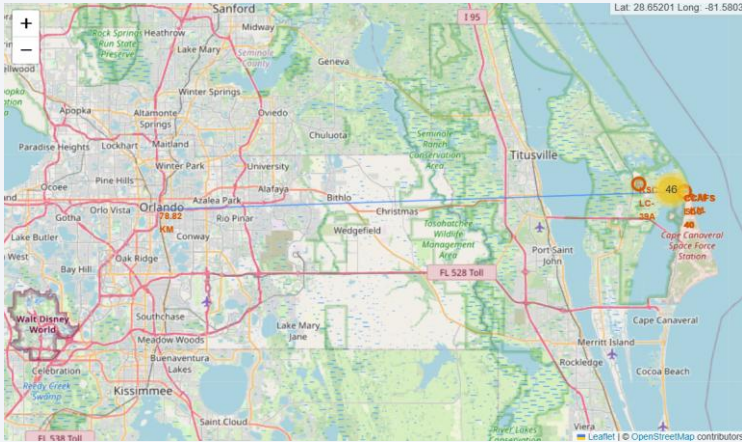 Sanford
Lat: 28.65201 Long: -81.5803
I 95
+
−
Rock Springs
Run State
Preserve
Heathrow
Midway
Lake Mary
Seminole
County
Geneva
Winter Springs
Apopka
Altamonte
Springs
Oviedo
Chuluota
Seminole
Ranch
Conservation
Area
Paradise Heights
Lockhart
Maitland
Titusville
Winter Park
University
Ocoee
Pine Hills
Alafaya
Azalea Park
Bithlo
46
LC-
39A
CCAFS
40
Orlo Vista
Orlando
78.82
KM
Rio Pinar
Christmas
Gotha
Wedgefield
Tosohatchee
Wildlife
Management
Area
Conway
Lake Butler
Oak Ridge
Port Saint
John
Cape Canaveral
Space Force
Station
West
Bay Hill
FL 528 Toll
Walt Disney
World
Southchase
Lake Mary
Jane
Cape Canaveral
Meadow Woods
Merritt Island
Buenaventura
Lakes
Rockledge
Celebration
Cocoa Beach
Reedy Creek
Swamp
Kissimmee
Saint Cloud
Viera
FL 538 Toll
Leaflet | © OpenStreetMap contributors